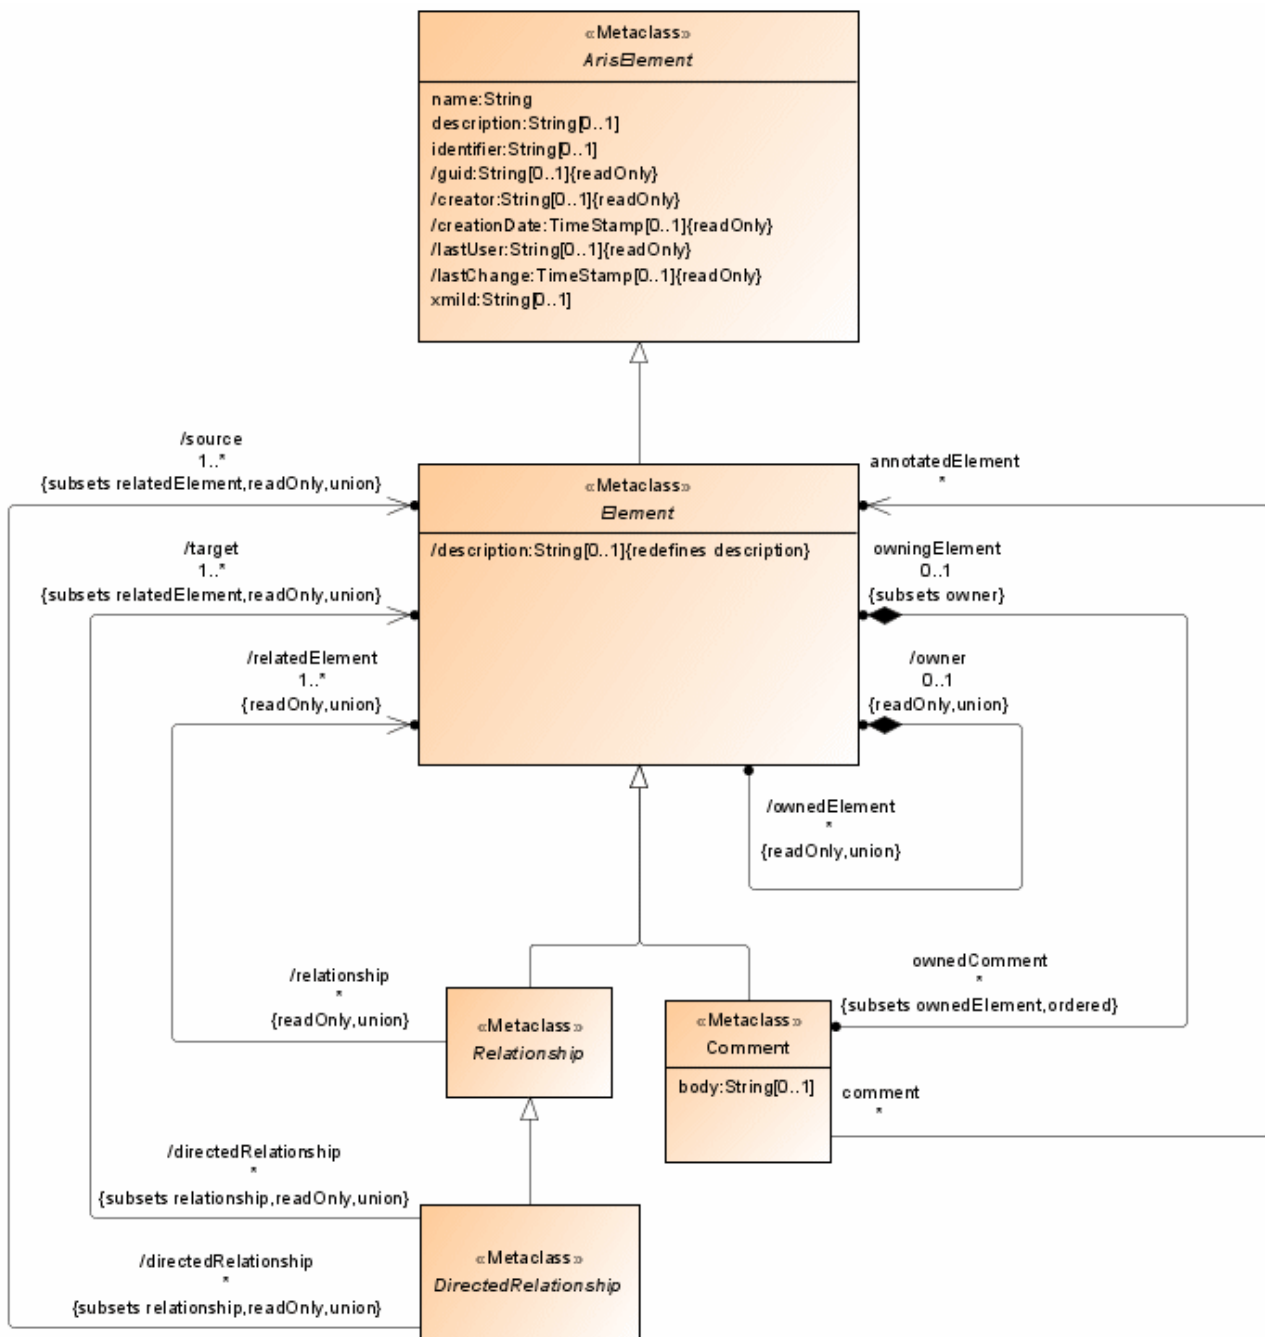 «Metaclass»
ArisElement
name:String
description:String[0..1]
identifier:String[0..1]
/guid:String[0..1]{readOnly}
/creator:String[0..1]{readOnly}
/creationDate:TimeStamp[0..1]{readOnly}
/lastUser:String[0..1]{readOnly}
/lastChange:TimeStamp[0..1]{readOnly}
xmiId:String[0..1]
/source
1..*
{subsets relatedElement,readOnly,union}
/target
1..*
{subsets relatedElement,readOnly,union}
/relatedElement
1..*
{readOnly,union}
«Metaclass»
Element
/description:String[0..1]{redefines description}
annotatedElement
*
owningElement
0..1
{subsets owner}
/owner
0..1
{readOnly,union}
/ownedElement
*
{readOnly,union}
/relationship
*
{readOnly,union}
«Metaclass»
Relationship
«Metaclass»
Comment
body:String[0..1]
ownedComment
*
{subsets ownedElement,ordered}
comment
*
/directedRelationship
*
{subsets relationship,readOnly,union}
/directedRelationship
*
{subsets relationship,readOnly,union}
«Metaclass»
DirectedRelationship